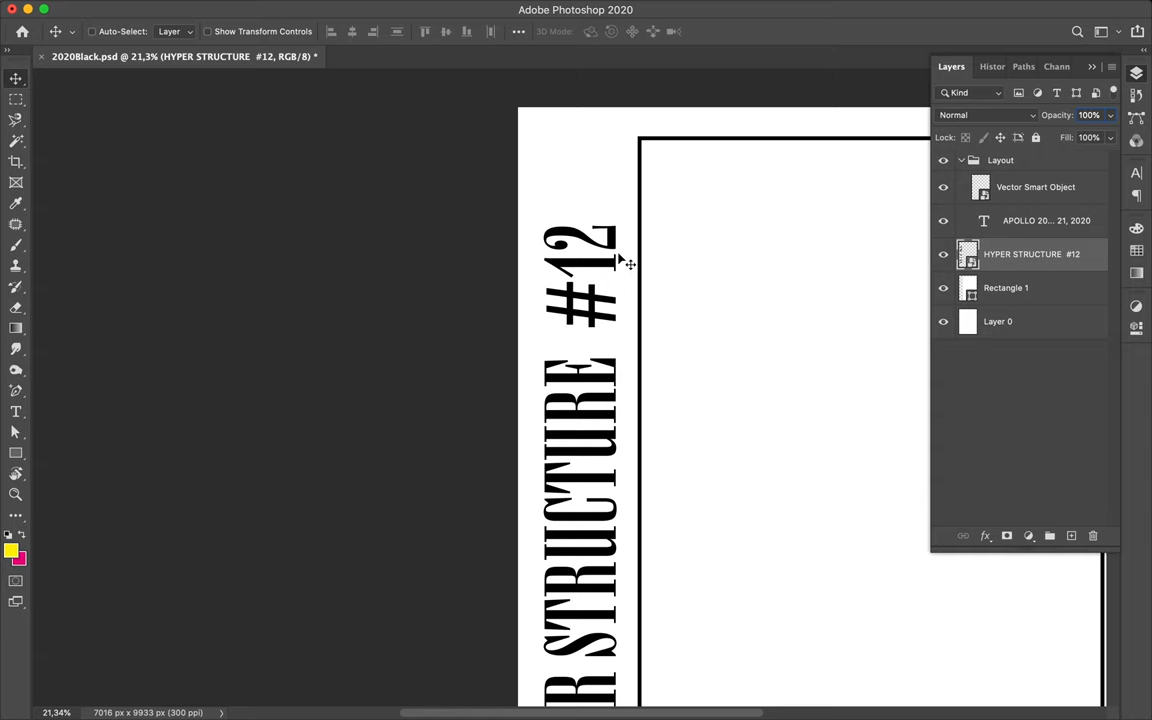 Adobe Photoshop 2020
Auto-Select:
Layer
Show Transform Controls
3D Mode:
2020Black.psd @ 21,3% (HYPER STRUCTURE #12, RGB/8) *
Layers
Histor
Paths
Chann
Kind
Normal
Opacity:
100%
Lock:
Fill:
100%
Layout
Vector Smart Object
APOLLO 20... 21, 2020
HYPER STRUCTURE #12
Rectangle 1
Layer 0
R STRUCTURE #12
21,34%
7016 px x 9933 px (300 ppi)